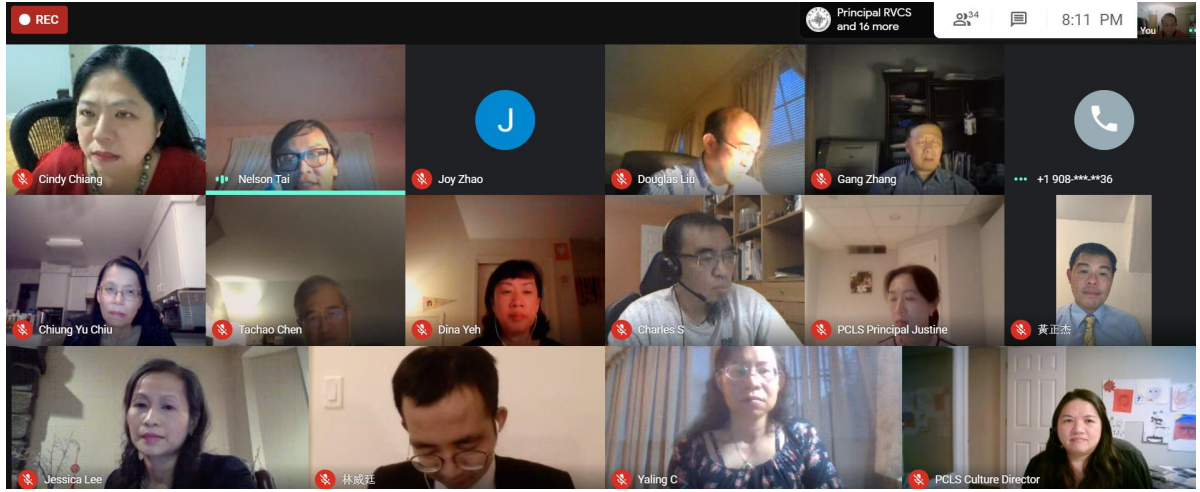 REC
Principal RVCS
and 16 more
34
8:11 PM
You
Cindy Chiang
Nelson Tai
J
Joy Zhao
Douglas Liu
Gang Zhang
+1 908-***-**36
Chiung Yu Chiu
Tachao Chen
Dina Yeh
Charles S
PCLS Principal Justine
黃正杰
Jessica Lee
林威廷
Yaling C
PCLS Culture Director